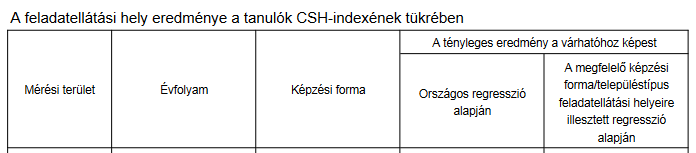 A feladatellátási hely eredménye a tanulók CSH-indexének tükrében
Mérési terület
Évfolyam
Képzési forma
A tényleges eredmény a várhatóhoz képest
Országos regresszió
alapján
A megfelelő képzési
forma/településtípus
feladatellátási helyeire
illesztett regresszió
alapján